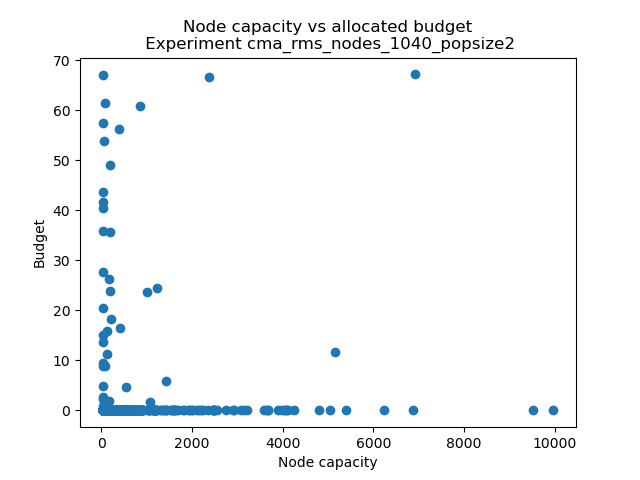 Node capacity vs allocated budget
Experiment cma_rms_nodes_1040_popsize2
70
60
50
40
30
20
10
0
Budget
0 2000 4000 6000 8000 10000
Node capacity